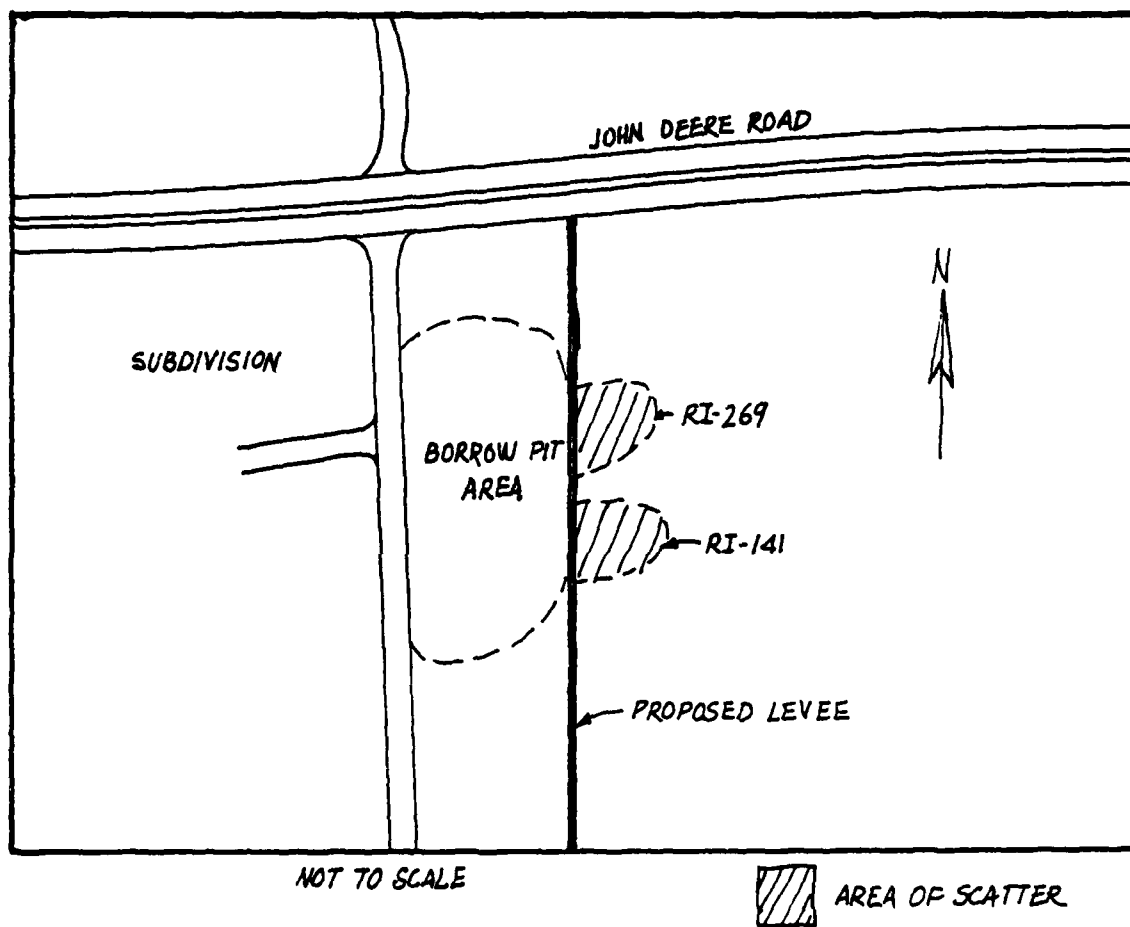 JOHN DEERE ROAD
N
SUBDIVISION
RI-269
BORROW PIT
AREA
RI-141
PROPOSED LEVEE
NOT TO SCALE
AREA OF SCATTER